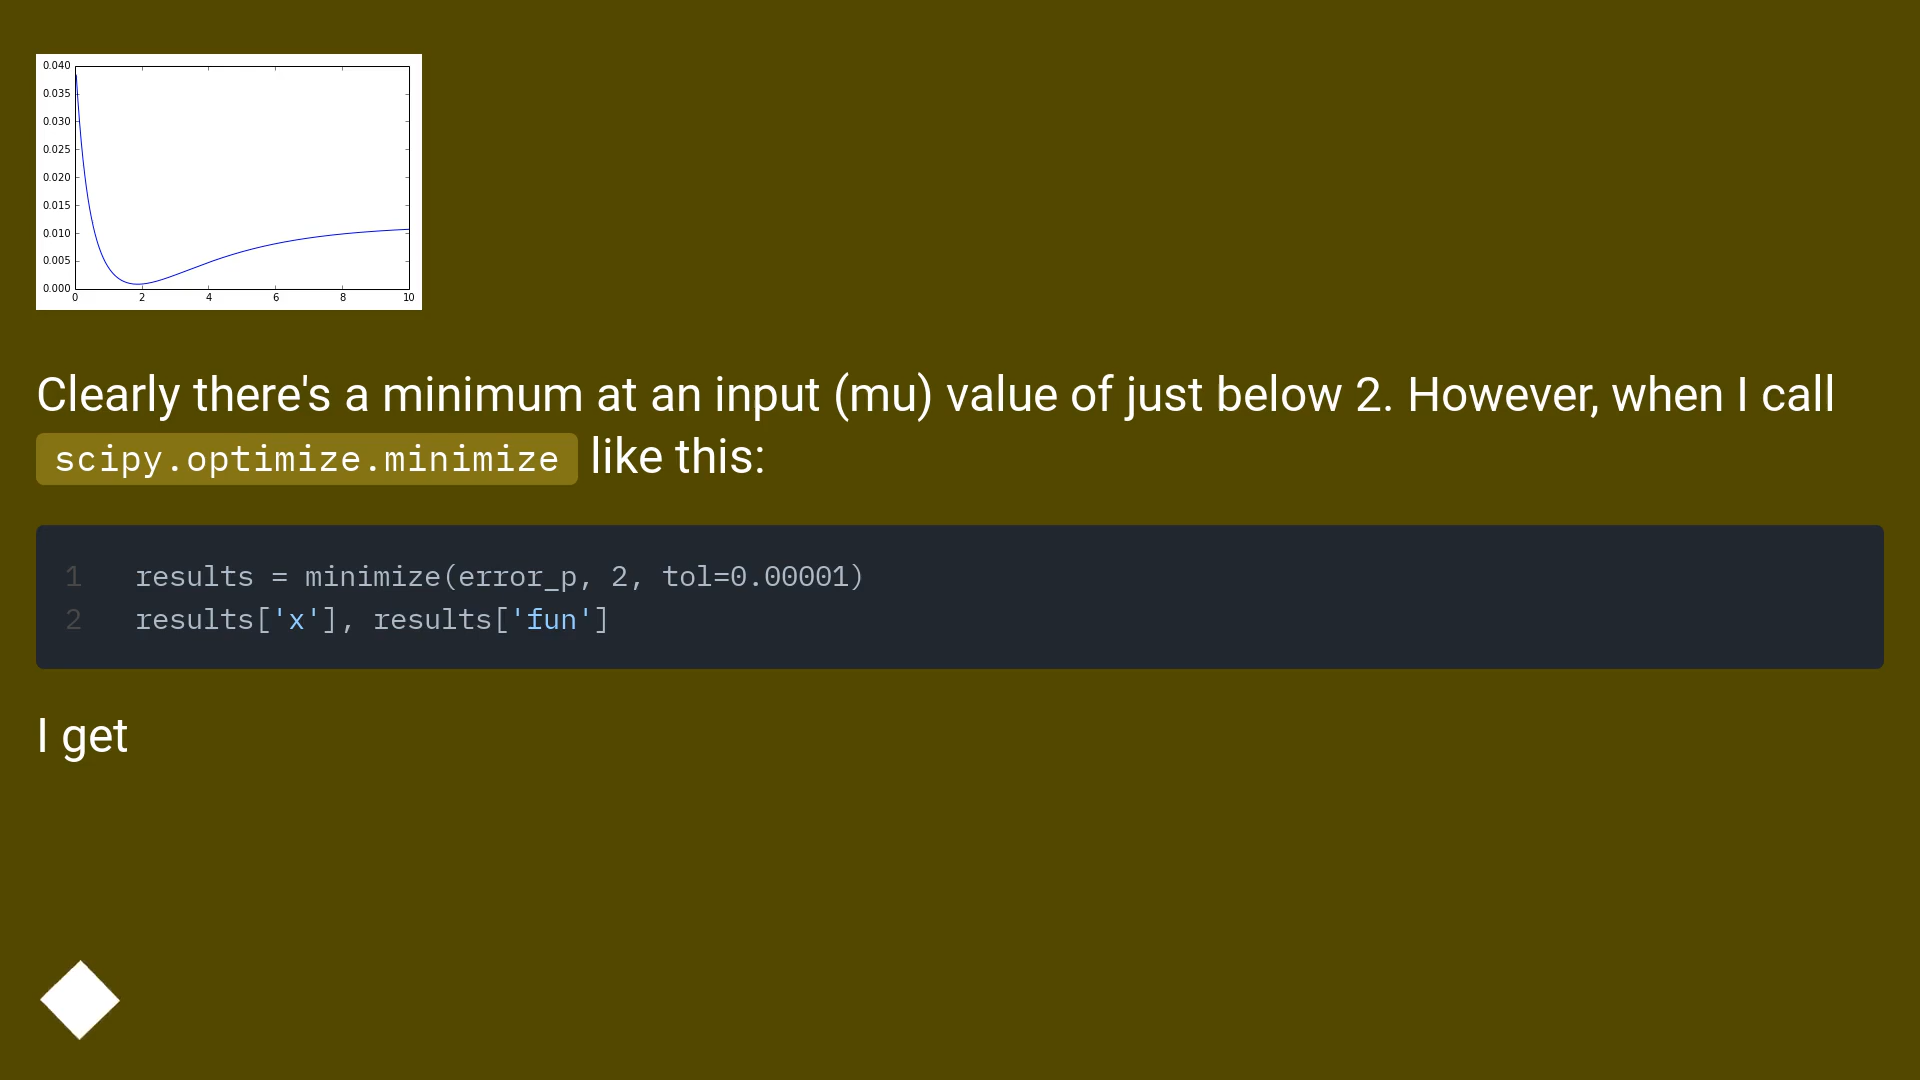 0.040
0.035
0.030
0.025
0.020
0.015
0.010
0.005
0.000
0 2 4 6 8 10
Clearly there's a minimum at an input (mu) value of just below 2. However, when I call
scipy.optimize.minimize like this:
1 results = minimize(error_p, 2, tol=0.00001)
2 results['x'], results['fun']
I get